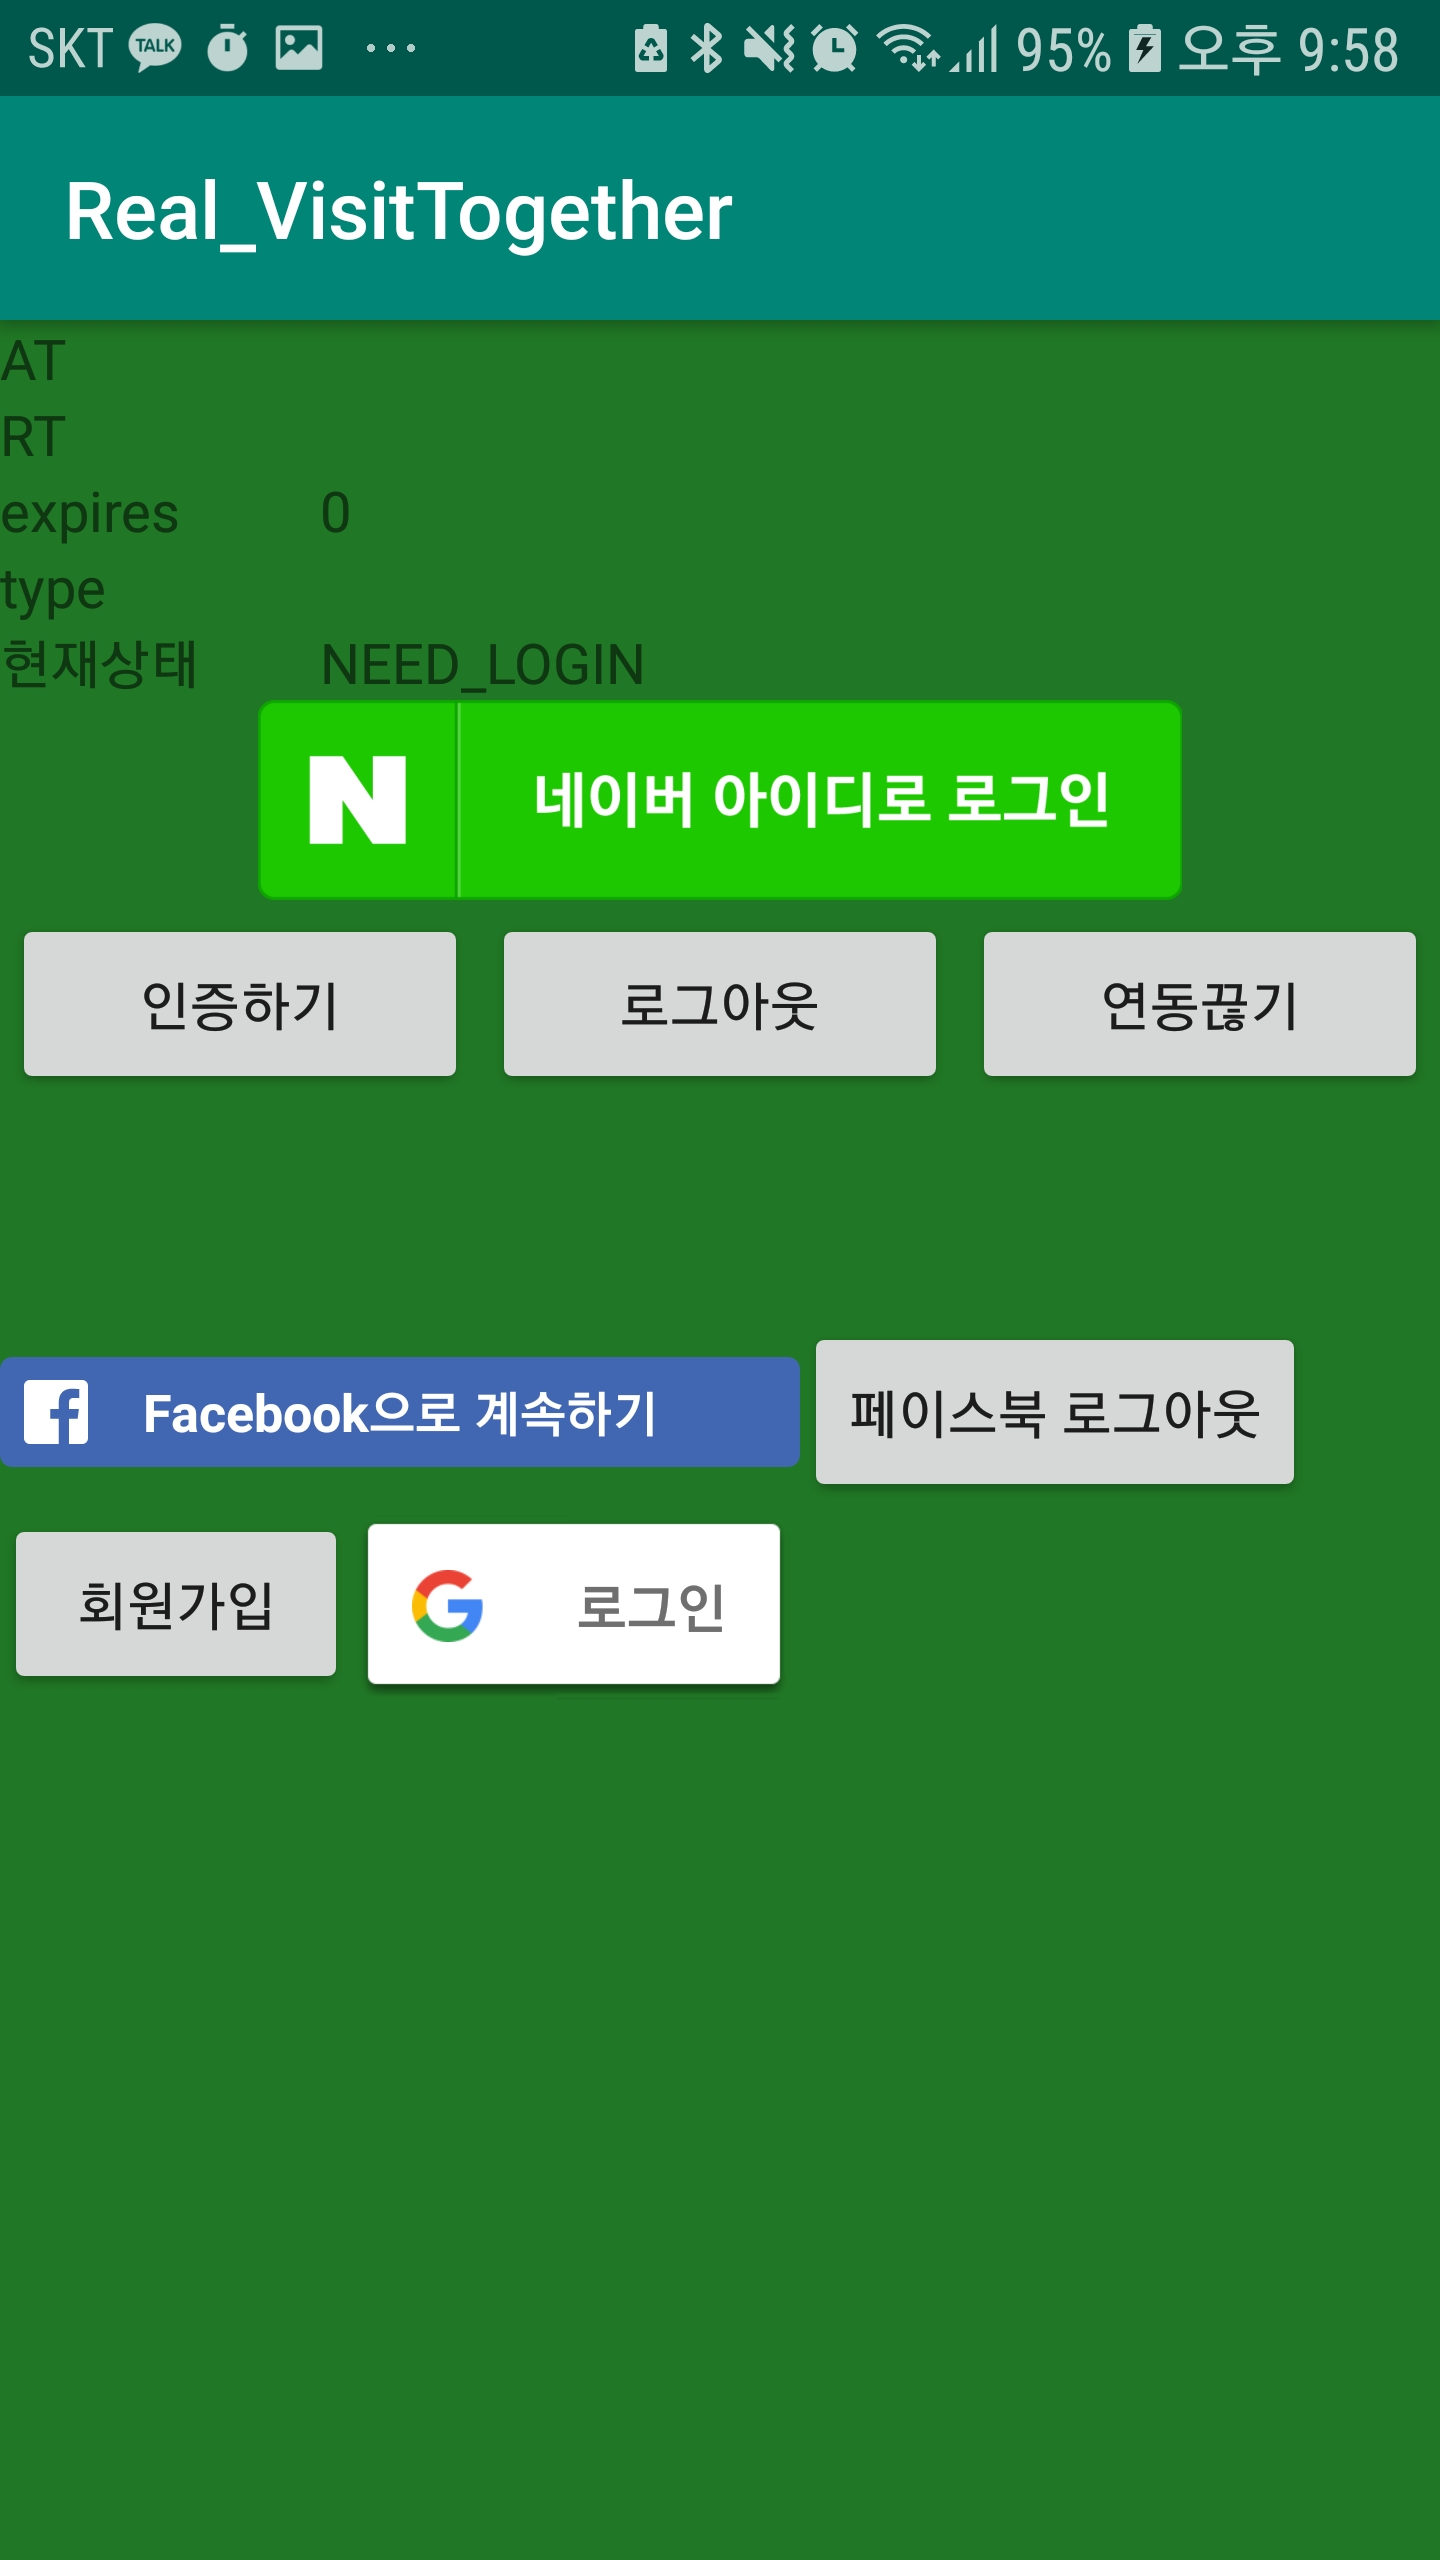 SKT TALK 95% 오후 9:58
Real_VisitTogether
AT
RT
expires 0
type
현재상태 NEED_LOGIN
N 네이버 아이디로 로그인
인증하기 로그아웃 연동끊기
Facebook으로 계속하기 페이스북 로그아웃
회원가입 G 로그인